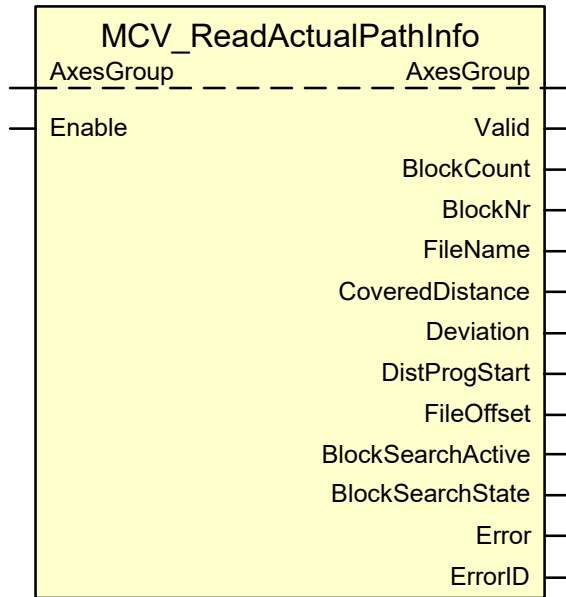 MCV_ReadActualPathInfo
AxesGroup AxesGroup
Enable Valid
BlockCount
BlockNr
FileName
CoveredDistance
Deviation
DistProgStart
FileOffset
BlockSearchActive
BlockSearchState
Error
ErrorID